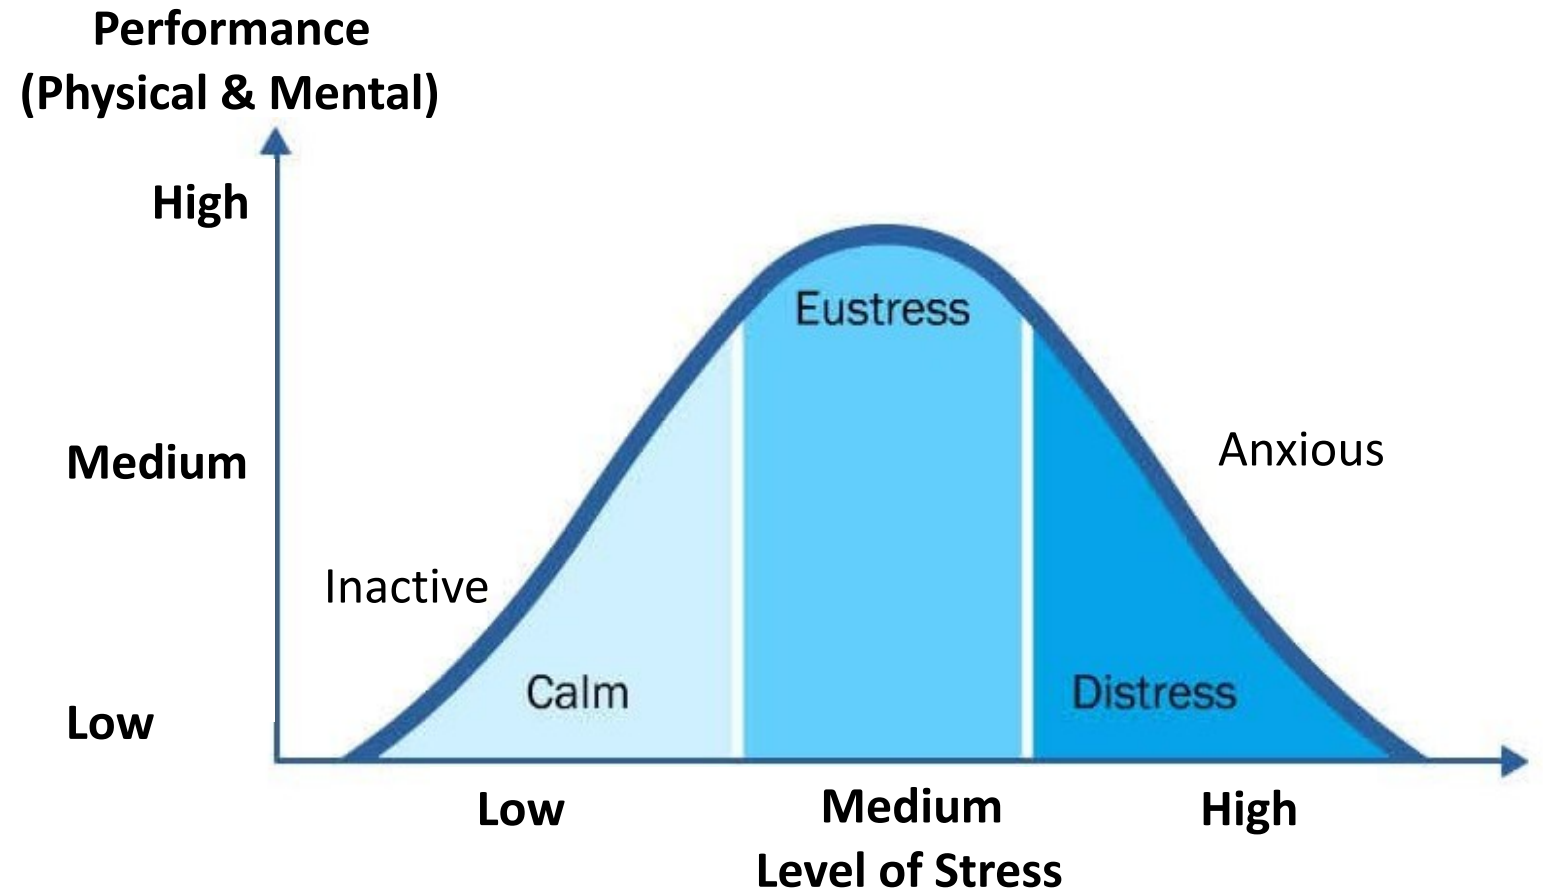 Performance
(Physical & Mental)
High
Eustress
Medium
Anxious
Inactive
Calm
Distress
Low
Low
Medium
High
Level of Stress